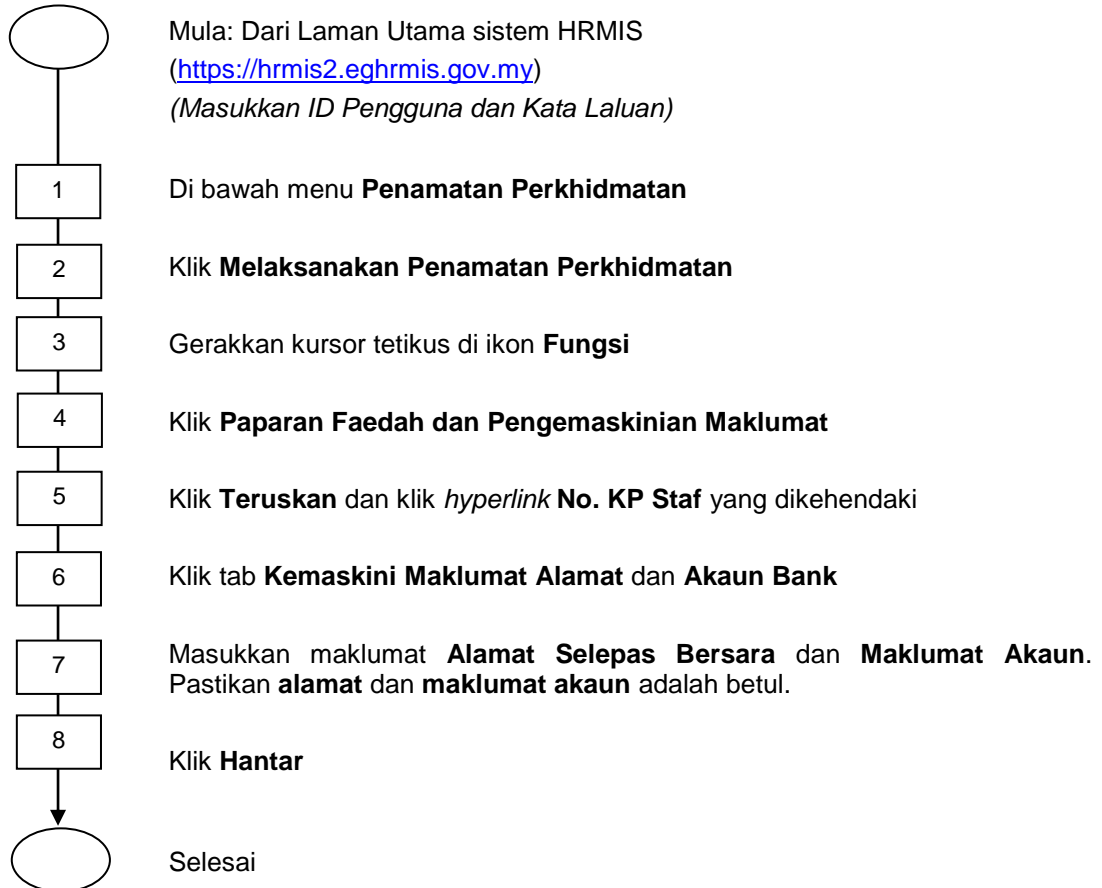 Mula: Dari Laman Utama sistem HRMIS
(https://hrmis2.eghrmis.gov.my)
(Masukkan ID Pengguna dan Kata Laluan)
1 Di bawah menu Penamatan Perkhidmatan
2 Klik Melaksanakan Penamatan Perkhidmatan
3 Gerakkan kursor tetikus di ikon Fungsi
4 Klik Paparan Faedah dan Pengemaskinian Maklumat
5 Klik Teruskan dan klik hyperlink No. KP Staf yang dikehendaki
6 Klik tab Kemaskini Maklumat Alamat dan Akaun Bank
7 Masukkan maklumat Alamat Selepas Bersara dan Maklumat Akaun.
Pastikan alamat dan maklumat akaun adalah betul.
8 Klik Hantar
Selesai